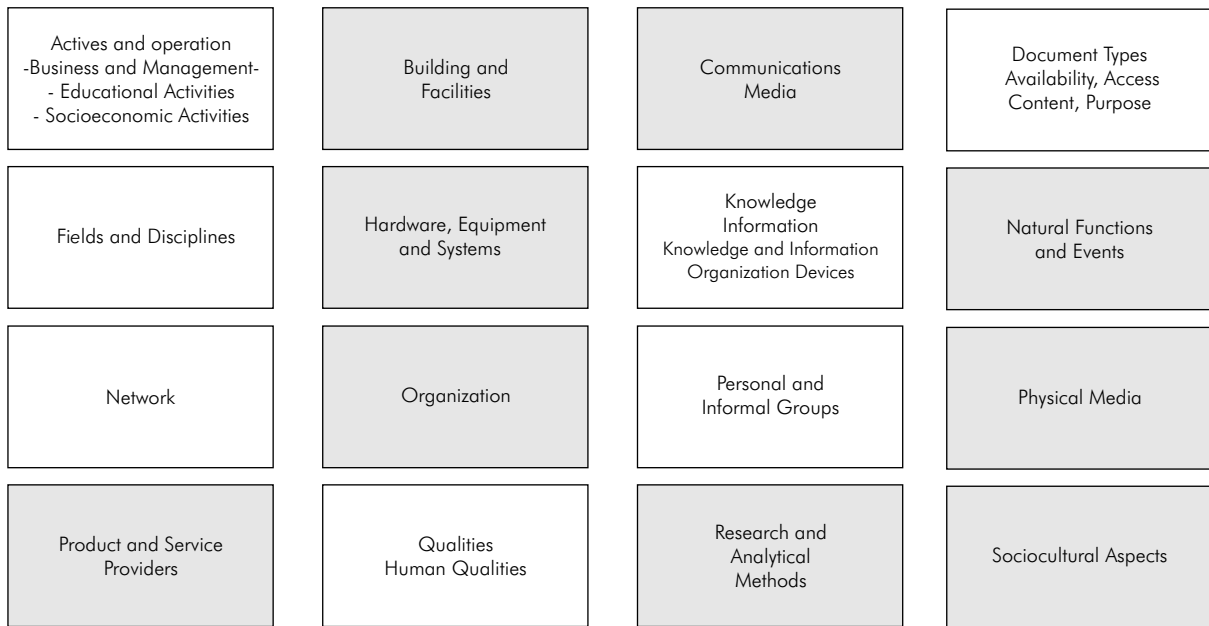 Actives and operation
-Business and Management-
- Educational Activities
- Socioeconomic Activities
Building and
Facilities
Communications
Media
Document Types
Availability, Access
Content, Purpose
Fields and Disciplines
Hardware, Equipment
and Systems
Knowledge
Information
Knowledge and Information
Organization Devices
Natural Functions
and Events
Network
Organization
Personal and
Informal Groups
Physical Media
Product and Service
Providers
Qualities
Human Qualities
Research and
Analytical
Methods
Sociocultural Aspects